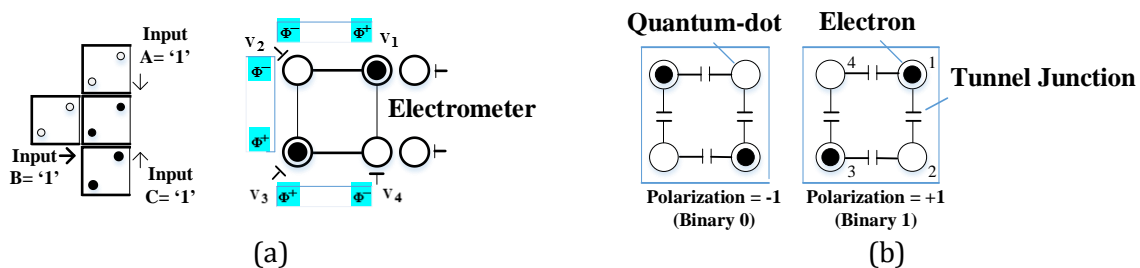 Input
A= ‘1’
Input
B= ‘1’
Input
C= ‘1’
Φ⁻ Φ⁺
V₂ V₁
Φ⁻
Φ⁺
Electrometer
V₃ Φ⁺ Φ⁻ V₄
(a)
Quantum-dot
Electron
4 1
Tunnel Junction
3 2
Polarization = -1
(Binary 0)
Polarization = +1
(Binary 1)
(b)